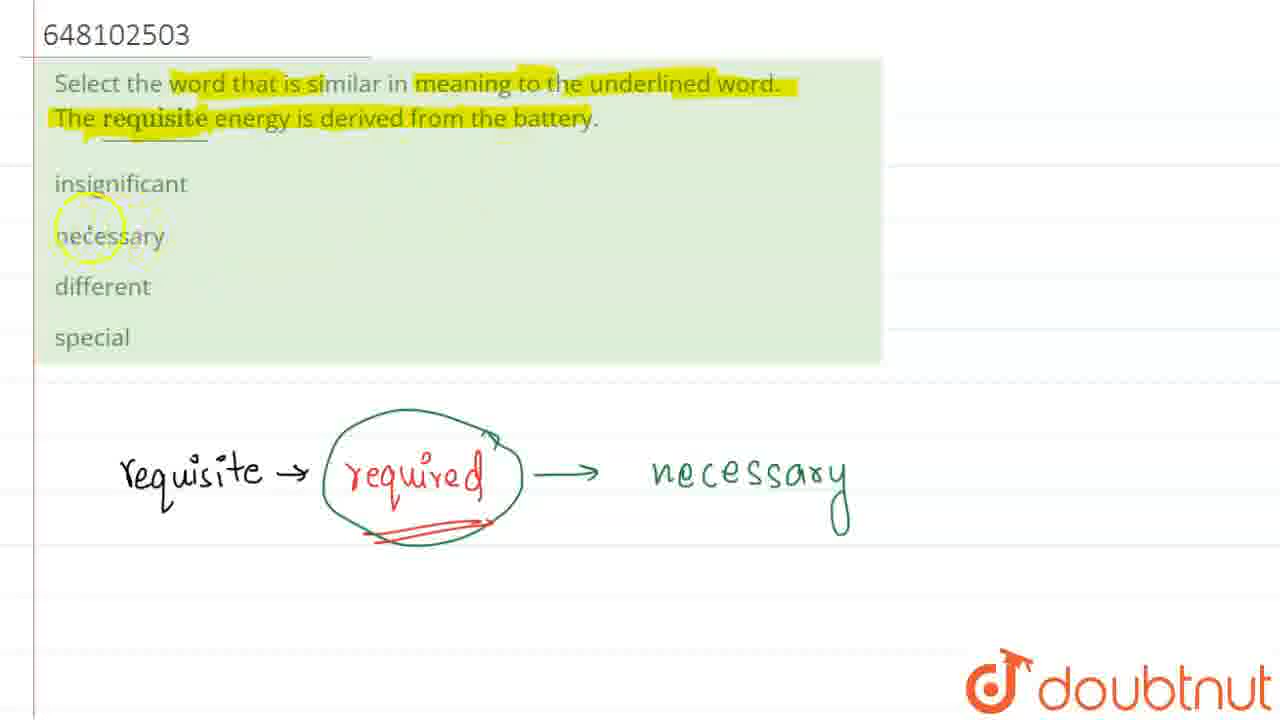 648102503
Select the word that is similar in meaning to the underlined word.
The requisite energy is derived from the battery.
insignificant
necessary
different
special
requisite → required → necessary
doubtnut